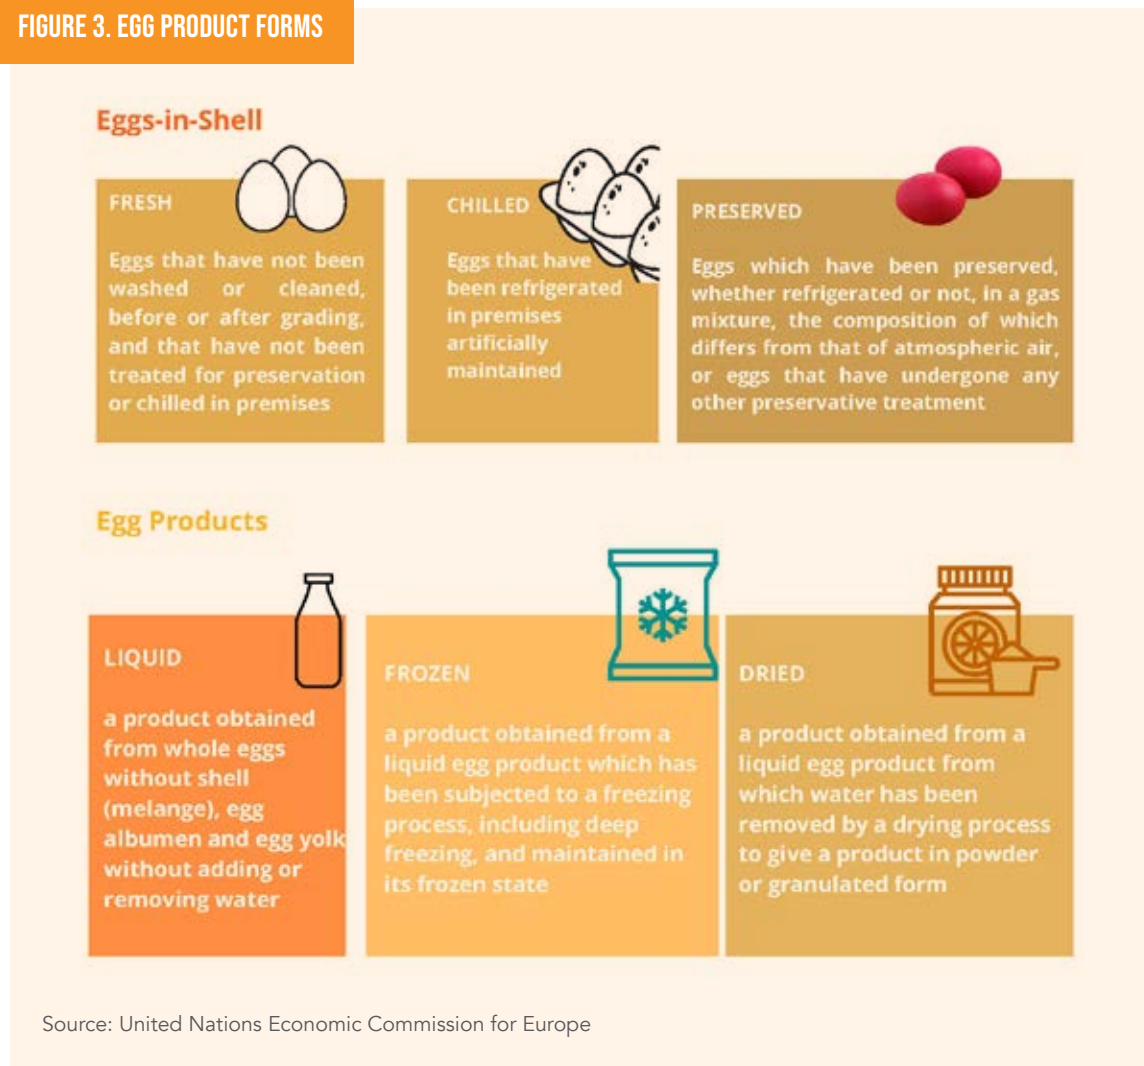 FIGURE 3. EGG PRODUCT FORMS
Eggs-in-Shell
FRESH
Eggs that have not been
washed or cleaned,
before or after grading,
and that have not been
treated for preservation
or chilled in premises
CHILLED
Eggs that have
been refrigerated
in premises
artificially
maintained
PRESERVED
Eggs which have been preserved,
whether refrigerated or not, in a gas
mixture, the composition of which
differs from that of atmospheric air,
or eggs that have undergone any
other preservative treatment
Egg Products
LIQUID
a product obtained
from whole eggs
without shell
(melange), egg
albumen and egg yolk
without adding or
removing water
FROZEN
a product obtained from a
liquid egg product which has
been subjected to a freezing
process, including deep
freezing, and maintained in
its frozen state
DRIED
a product obtained from a
liquid egg product from
which water has been
removed by a drying process
to give a product in powder
or granulated form
Source: United Nations Economic Commission for Europe